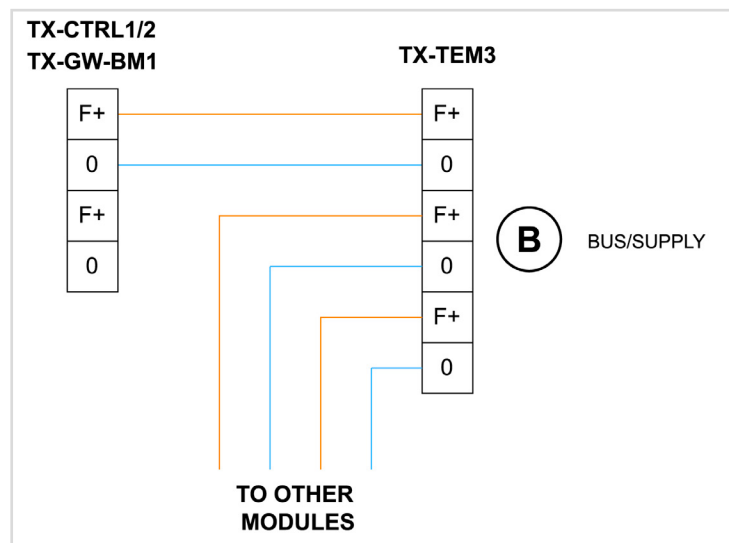 TX-CTRL1/2
TX-GW-BM1
TX-TEM3
F+
0
F+
0
F+
0
F+
0
F+
0
B
BUS/SUPPLY
TO OTHER
MODULES